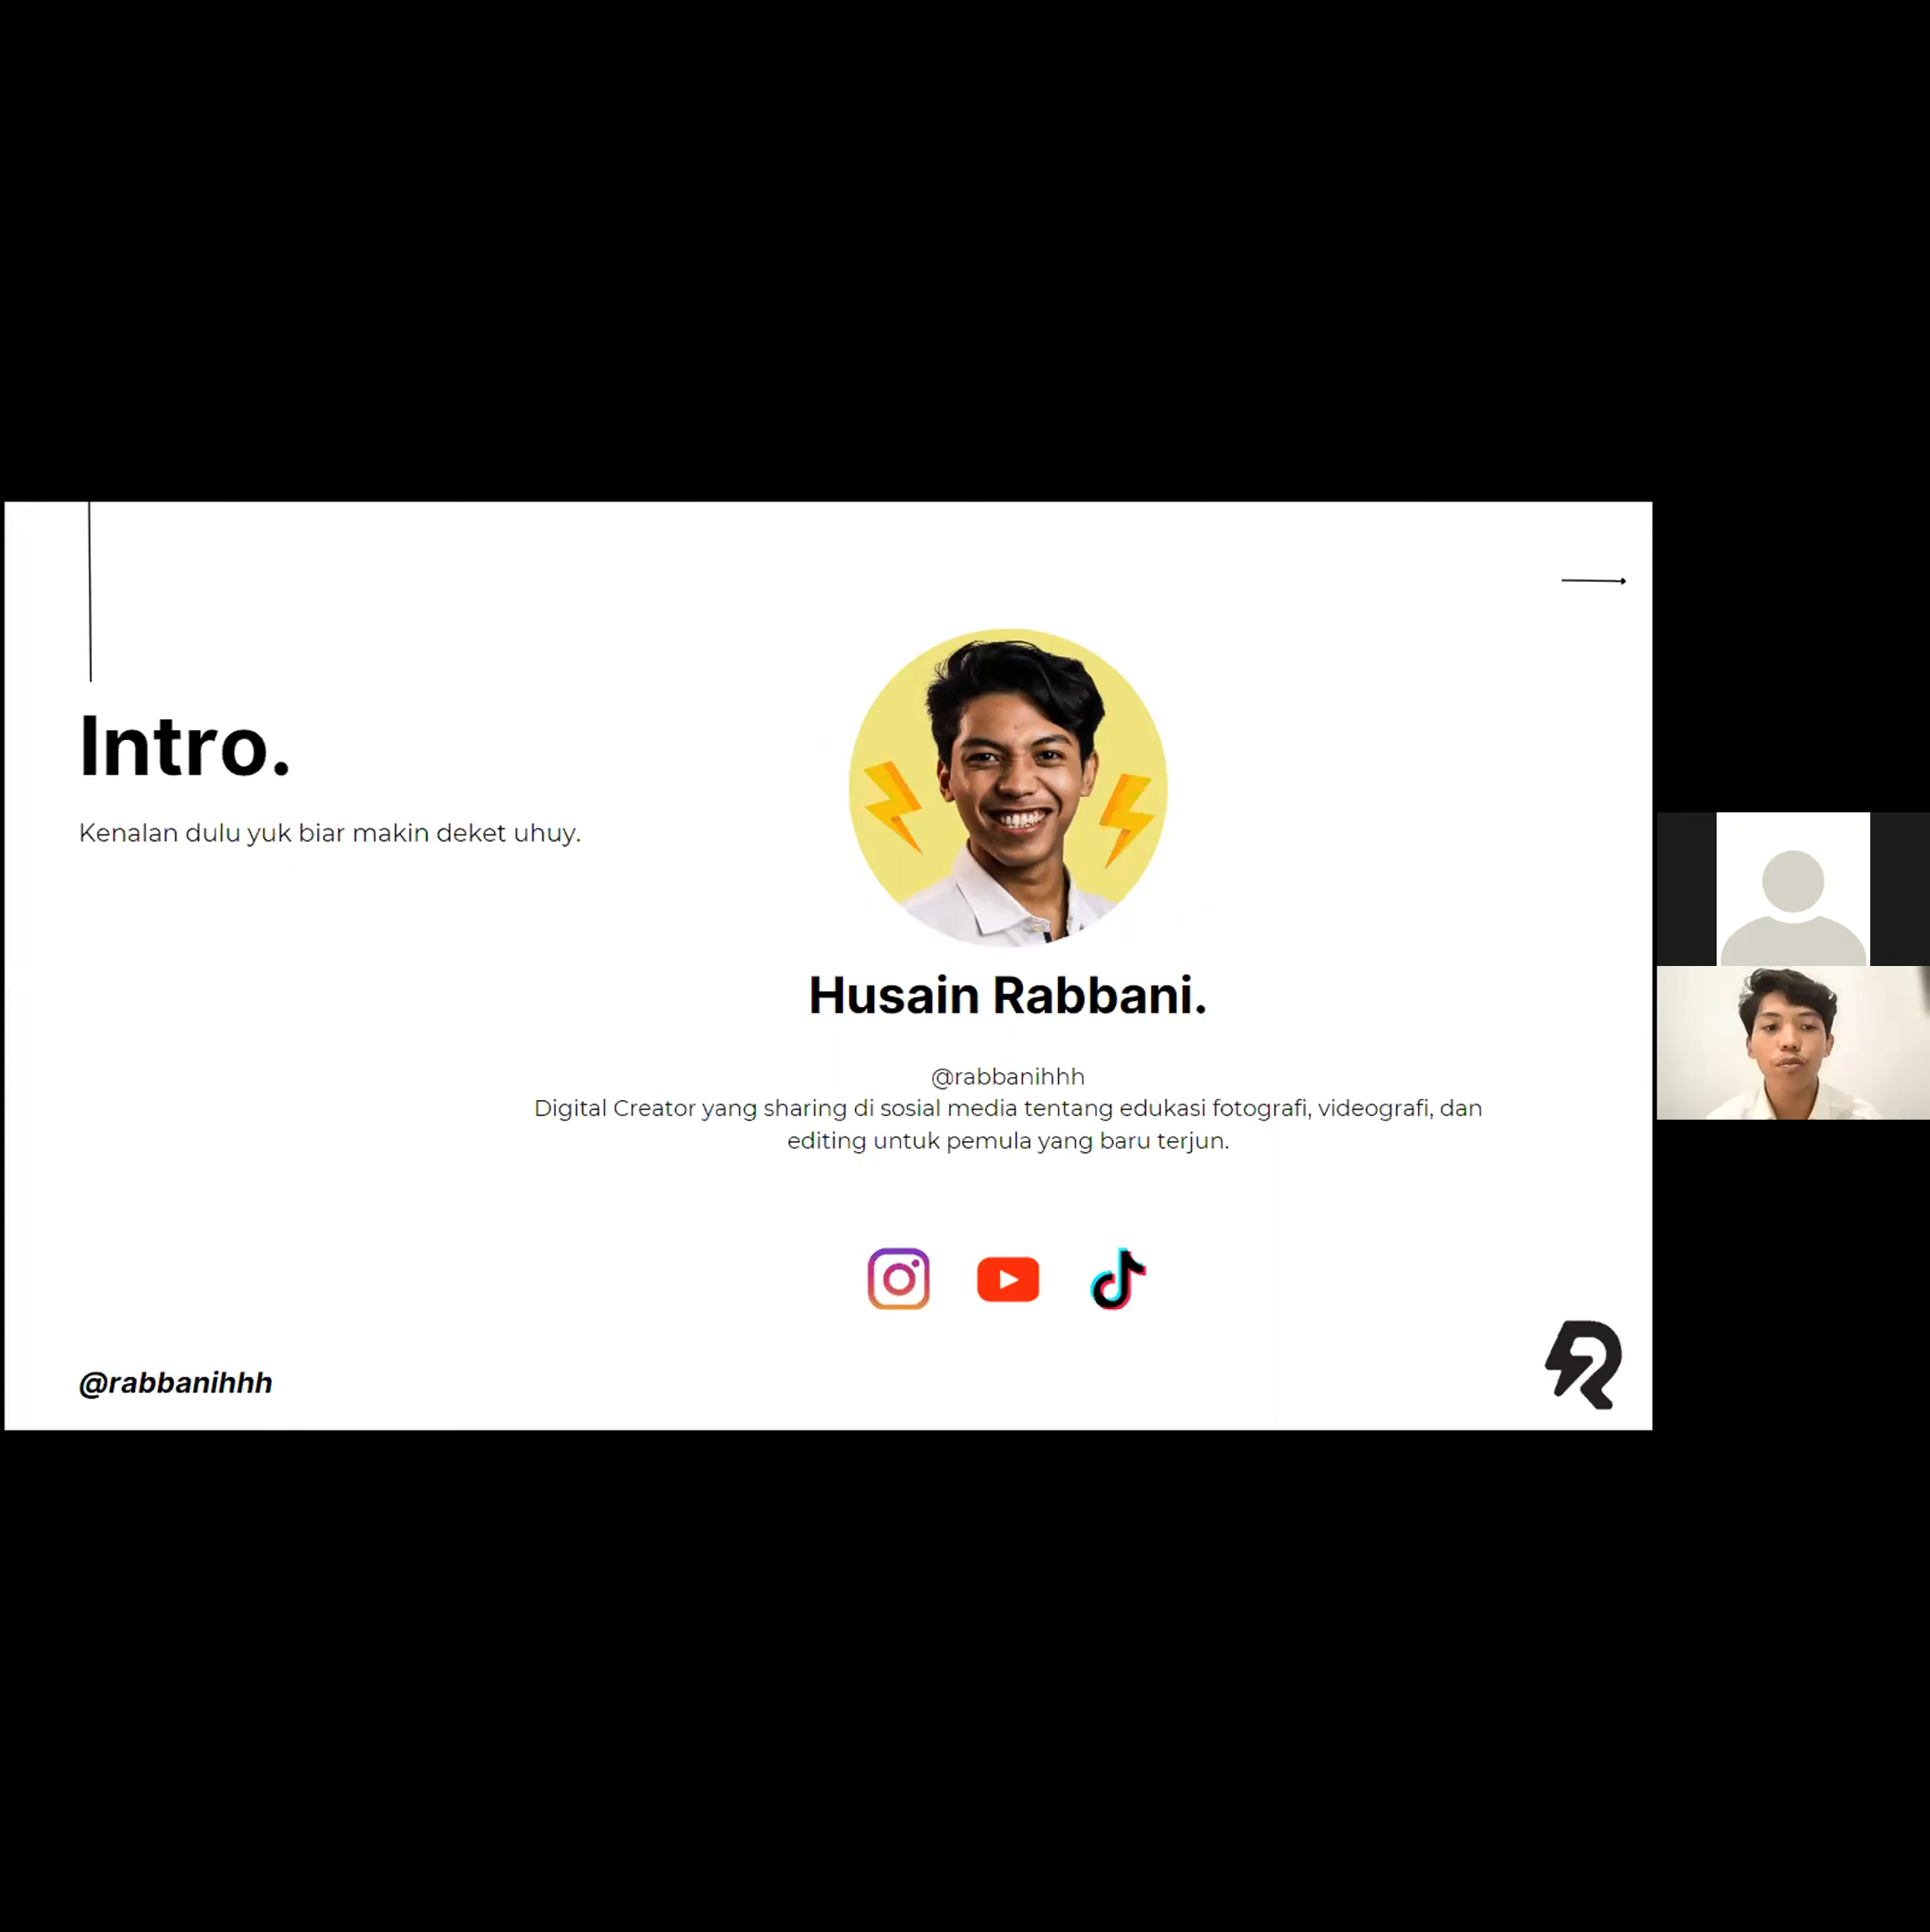 Intro.
Kenalan dulu yuk biar makin deket uhuy.
Husain Rabbani.
@rabbanihhh
Digital Creator yang sharing di sosial media tentang edukasi fotografi, videografi, dan
editing untuk pemula yang baru terjun.
@rabbanihhh